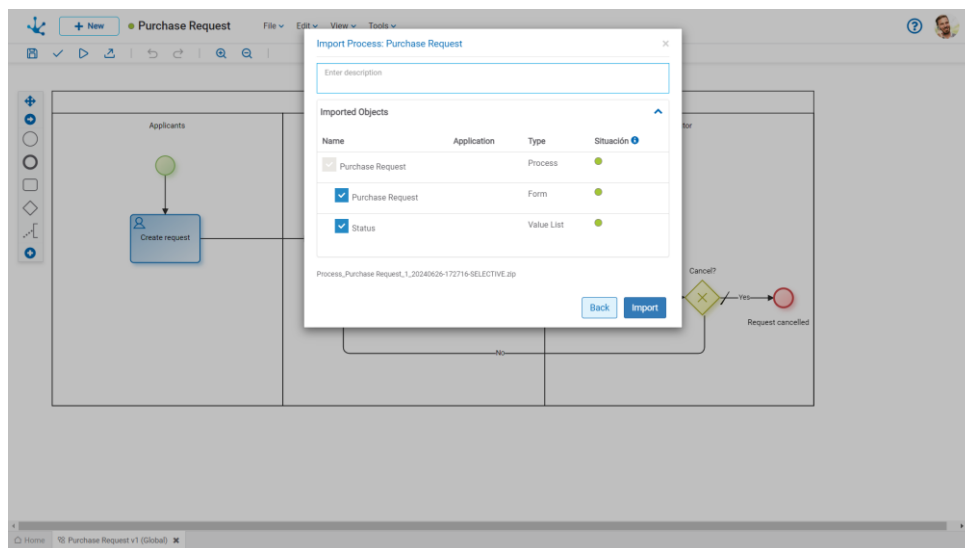 + New
Purchase Request
File Edit View Tools
Import Process: Purchase Request
Enter description
Imported Objects
Name Application Type Situación
Purchase Request Process
Purchase Request Form
Status Value List
Process_Purchase Request_1_20240626-172716-SELECTIVE.zip
Back Import
Applicants
tor
Create request
Cancel?
Yes
Request cancelled
No
Home Purchase Request v1 (Global)